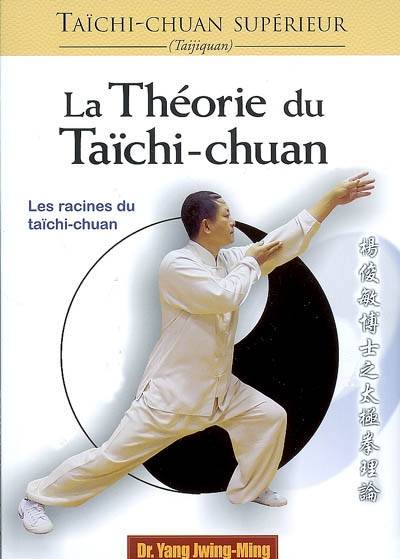 TAÏCHI-CHUAN SUPÉRIEUR
(Taijiquan)
La Théorie du
Taïchi-chuan
Les racines du
taïchi-chuan
楊俊敏博士之太極拳理論
Dr. Yang Jwing-Ming